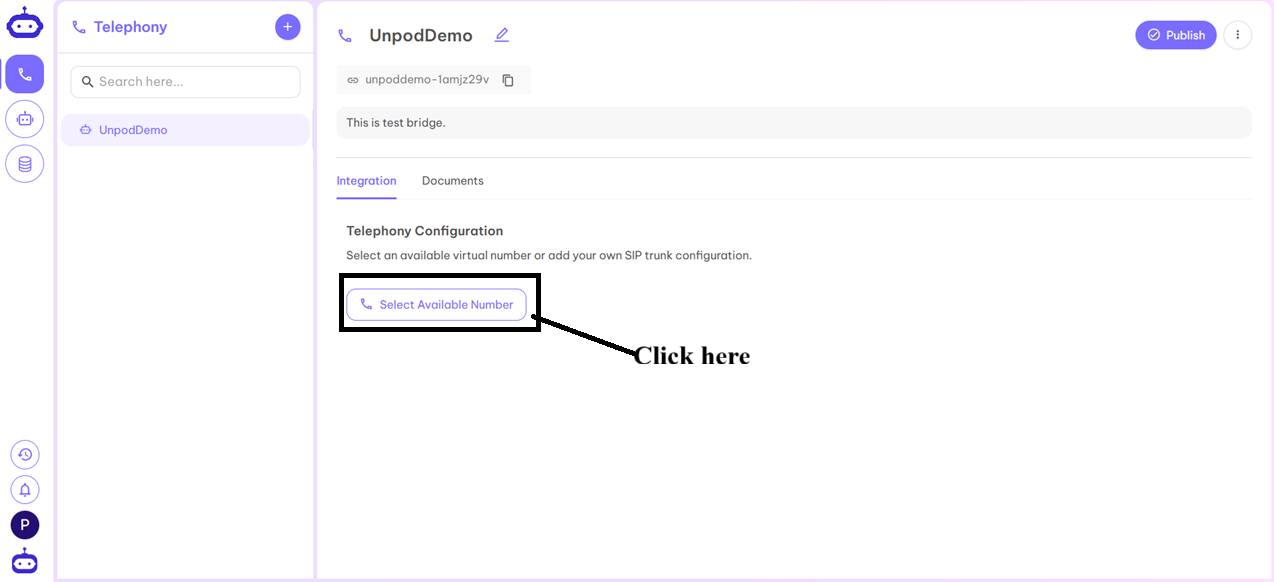 Telephony
Search here...
UnpodDemo
P
UnpodDemo
Publish
unpoddemo-1amjz29v
This is test bridge.
Integration
Documents
Telephony Configuration
Select an available virtual number or add your own SIP trunk configuration.
Select Available Number
Click here